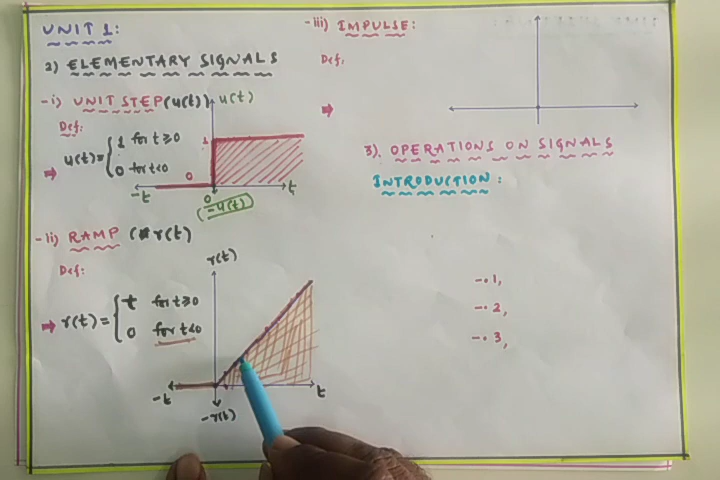 UNIT 1:
2) ELEMENTARY SIGNALS
-i) UNIT STEP (u(t))
u(t)
Def:
u(t)= { 1 for t≥0
0 for t<0
1
0
-t
0
t
-u(t)
-ii) RAMP (r(t)
r(t)
Def:
r(t)= { t for t≥0
0 for t<0
-t
t
-r(t)
-iii) IMPULSE:
Def:
3). OPERATIONS ON SIGNALS
INTRODUCTION:
-. 1,
-. 2,
-. 3,